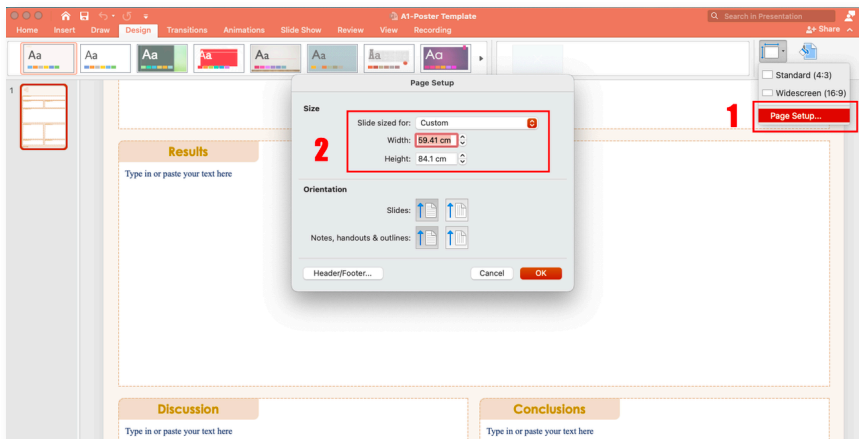 A1-Poster Template
Search in Presentation
Home Insert Draw Design Transitions Animations Slide Show Review View Recording
Share
Aa Aa Aa Aa Aa Aa Aa Aa
Standard (4:3)
Widescreen (16:9)
Page Setup...
1
1
Page Setup
Size
Slide sized for: Custom
Width: 59.41 cm
Height: 84.1 cm
2
Orientation
Slides:
Notes, handouts & outlines:
Header/Footer...
Cancel
OK
Results
Type in or paste your text here
Discussion
Type in or paste your text here
Conclusions
Type in or paste your text here